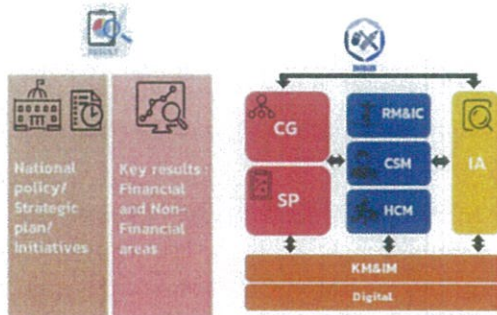 RESULT
National
policy/
Strategic
plan/
Initiatives
Key results :
Financial
and Non-
Financial
areas
CG
SP
RM&IC
CSM
HCM
IA
KM&IM
Digital